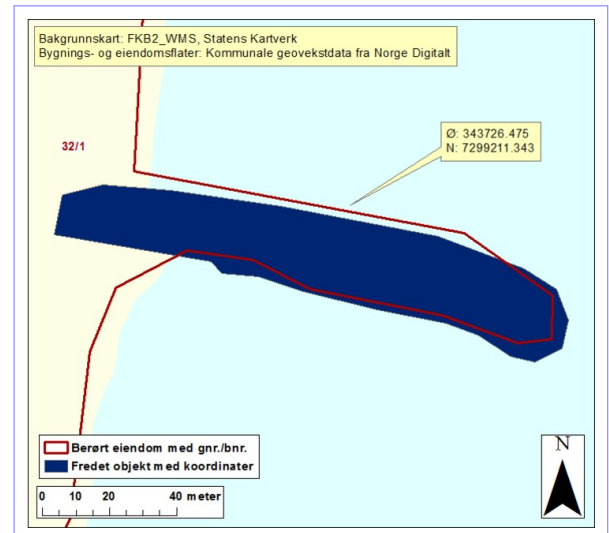 Bakgrunnskart: FKB2_WMS, Statens Kartverk
Bygnings- og eiendomsflater: Kommunale geovekstdata fra Norge Digitalt
Ø: 343726.475
N: 7299211.343
32/1
Berørt eiendom med gnr./bnr.
Fredet objekt med koordinater
N
0 10 20 40 meter